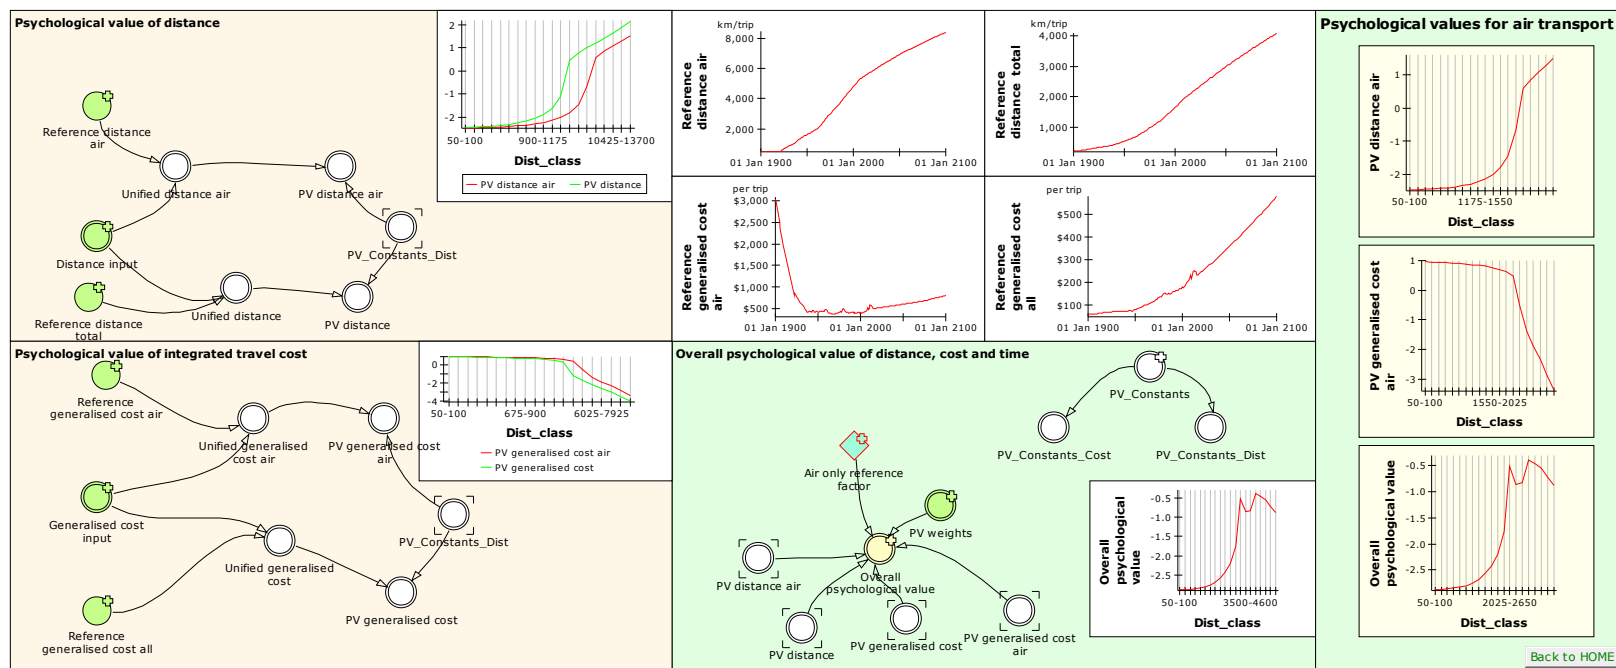 Psychological value of distance
Reference distance
air
Unified distance air
PV distance air
Distance input
PV_Constants_Dist
Reference distance
total
Unified distance
PV distance
2
1
0
-1
-2
50-100
900-1175
10425-13700
Dist_class
PV distance air
PV distance
km/trip
Reference
distance air
8,000
6,000
4,000
2,000
01 Jan 1900
01 Jan 2000
01 Jan 2100
km/trip
Reference
distance total
4,000
3,000
2,000
1,000
01 Jan 1900
01 Jan 2000
01 Jan 2100
per trip
Reference
generalised cost
air
$3,000
$2,500
$2,000
$1,500
$1,000
$500
01 Jan 1900
01 Jan 2000
01 Jan 2100
per trip
Reference
generalised cost
all
$500
$400
$300
$200
$100
01 Jan 1900
01 Jan 2000
01 Jan 2100
Psychological value of integrated travel cost
Reference
generalised cost air
Unified generalised
cost air
PV generalised cost
air
Generalised cost
input
PV_Constants_Dist
Unified generalised
cost
PV generalised cost
Reference
generalised cost all
0
-2
-4
50-100
675-900
6025-7925
Dist_class
PV generalised cost air
PV generalised cost
Overall psychological value of distance, cost and time
PV_Constants
PV_Constants_Cost
PV_Constants_Dist
Air only reference
factor
PV weights
PV distance air
Overall
psychological value
PV distance
PV generalised cost
PV generalised cost
air
Overall
psychological
value
-0.5
-1.0
-1.5
-2.0
-2.5
50-100
3500-4600
Dist_class
Psychological values for air transport
PV distance air
1
0
-1
-2
50-100
1175-1550
Dist_class
PV generalised cost
air
1
0
-1
-2
-3
50-100
1550-2025
Dist_class
Overall
psychological value
-0.5
-1.0
-1.5
-2.0
-2.5
50-100
2025-2650
Dist_class
Back to HOME